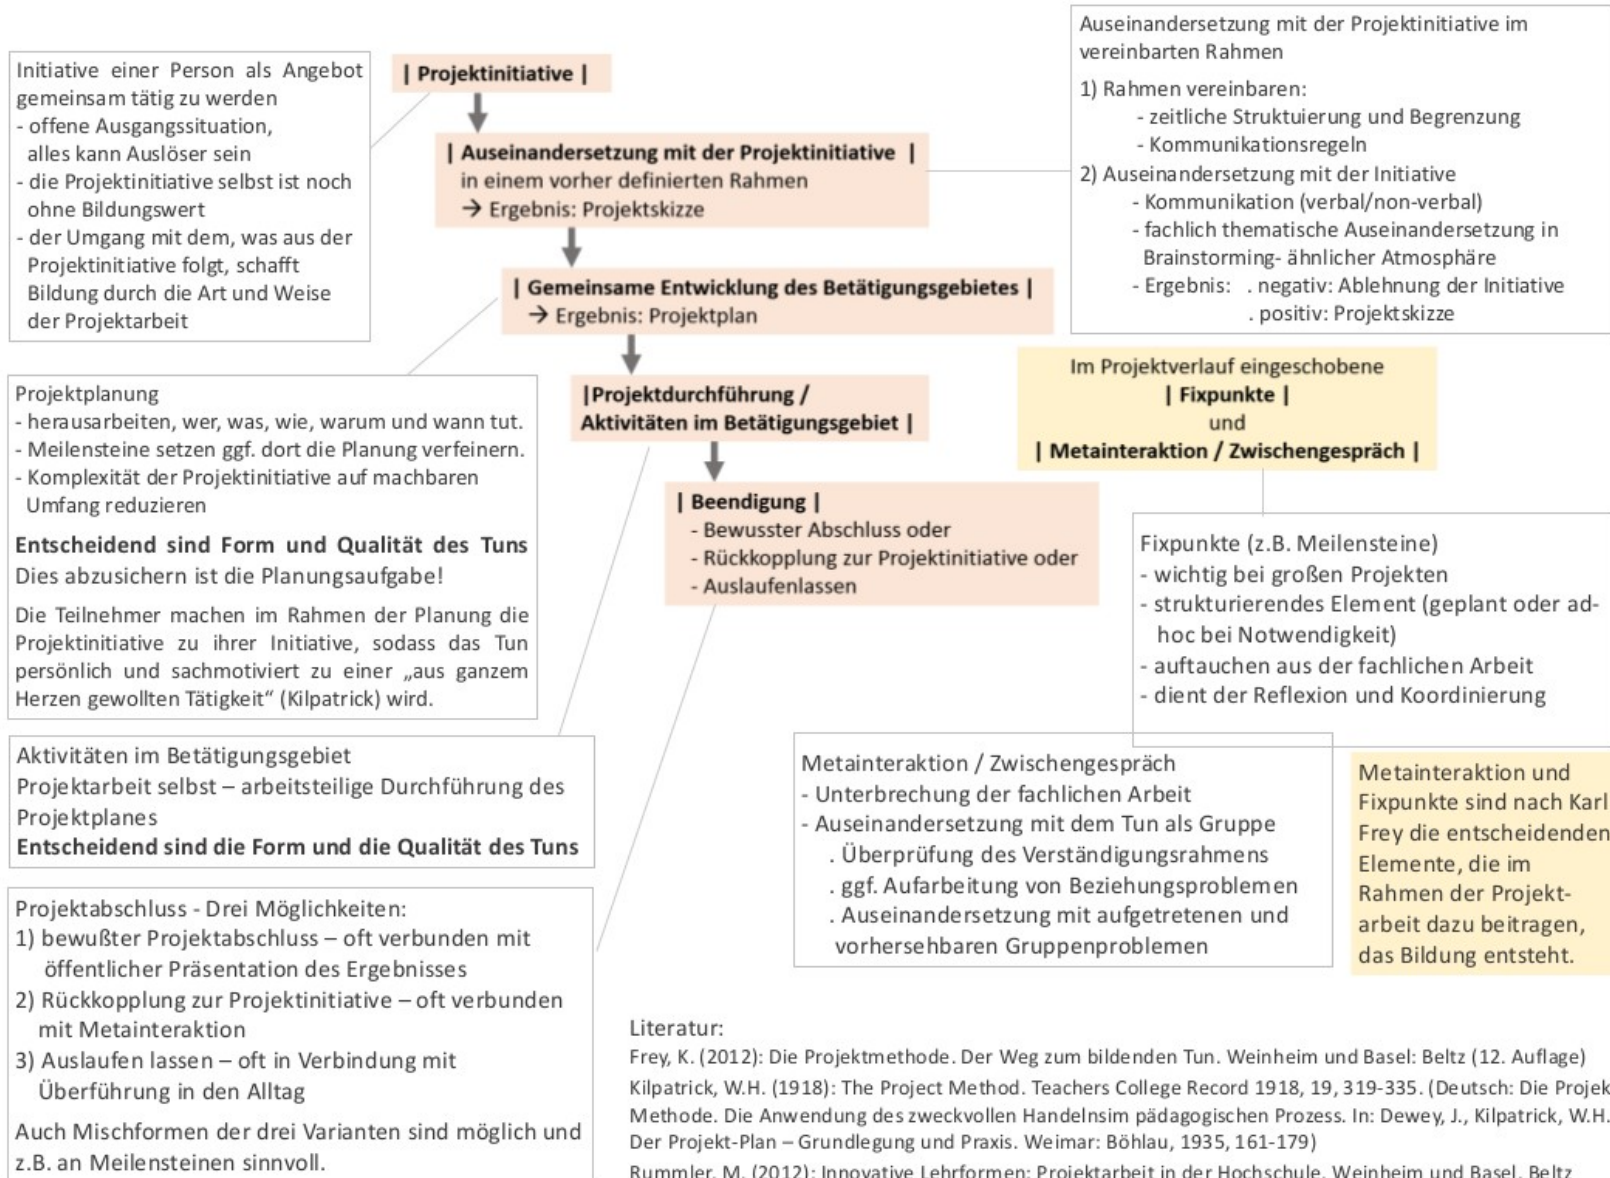 Initiative einer Person als Angebot
gemeinsam tätig zu werden
- offene Ausgangssituation,
alles kann Auslöser sein
- die Projektinitiative selbst ist noch
ohne Bildungswert
- der Umgang mit dem, was aus der
Projektinitiative folgt, schafft
Bildung durch die Art und Weise
der Projektarbeit
| Projektinitiative |
| Auseinandersetzung mit der Projektinitiative |
in einem vorher definierten Rahmen
→ Ergebnis: Projektskizze
| Gemeinsame Entwicklung des Betätigungsgebietes |
→ Ergebnis: Projektplan
|Projektdurchführung /
Aktivitäten im Betätigungsgebiet |
| Beendigung |
- Bewusster Abschluss oder
- Rückkopplung zur Projektinitiative oder
- Auslaufenlassen
Auseinandersetzung mit der Projektinitiative im
vereinbarten Rahmen
1) Rahmen vereinbaren:
- zeitliche Struktuierung und Begrenzung
- Kommunikationsregeln
2) Auseinandersetzung mit der Initiative
- Kommunikation (verbal/non-verbal)
- fachlich thematische Auseinandersetzung in
Brainstorming- ähnlicher Atmosphäre
- Ergebnis: . negativ: Ablehnung der Initiative
. positiv: Projektskizze
Im Projektverlauf eingeschobene
| Fixpunkte |
und
| Metainteraktion / Zwischengespräch |
Projektplanung
- herausarbeiten, wer, was, wie, warum und wann tut.
- Meilensteine setzen ggf. dort die Planung verfeinern.
- Komplexität der Projektinitiative auf machbaren
Umfang reduzieren
Entscheidend sind Form und Qualität des Tuns
Dies abzusichern ist die Planungsaufgabe!
Die Teilnehmer machen im Rahmen der Planung die
Projektinitiative zu ihrer Initiative, sodass das Tun
persönlich und sachmotiviert zu einer „aus ganzem
Herzen gewollten Tätigkeit“ (Kilpatrick) wird.
Fixpunkte (z.B. Meilensteine)
- wichtig bei großen Projekten
- strukturierendes Element (geplant oder ad-
hoc bei Notwendigkeit)
- auftauchen aus der fachlichen Arbeit
- dient der Reflexion und Koordinierung
Aktivitäten im Betätigungsgebiet
Projektarbeit selbst – arbeitsteilige Durchführung des
Projektplanes
Entscheidend sind die Form und die Qualität des Tuns
Metainteraktion / Zwischengespräch
- Unterbrechung der fachlichen Arbeit
- Auseinandersetzung mit dem Tun als Gruppe
. Überprüfung des Verständigungsrahmens
. ggf. Aufarbeitung von Beziehungsproblemen
. Auseinandersetzung mit aufgetretenen und
vorhersehbaren Gruppenproblemen
Metainteraktion und
Fixpunkte sind nach Karl
Frey die entscheidenden
Elemente, die im
Rahmen der Projekt-
arbeit dazu beitragen,
das Bildung entsteht.
Projektabschluss - Drei Möglichkeiten:
1) bewußter Projektabschluss – oft verbunden mit
öffentlicher Präsentation des Ergebnisses
2) Rückkopplung zur Projektinitiative – oft verbunden
mit Metainteraktion
3) Auslaufen lassen – oft in Verbindung mit
Überführung in den Alltag
Auch Mischformen der drei Varianten sind möglich und
z.B. an Meilensteinen sinnvoll.
Literatur:
Frey, K. (2012): Die Projektmethode. Der Weg zum bildenden Tun. Weinheim und Basel: Beltz (12. Auflage)
Kilpatrick, W.H. (1918): The Project Method. Teachers College Record 1918, 19, 319-335. (Deutsch: Die Projek
Methode. Die Anwendung des zweckvollen Handelnsim pädagogischen Prozess. In: Dewey, J., Kilpatrick, W.H.
Der Projekt-Plan – Grundlegung und Praxis. Weimar: Böhlau, 1935, 161-179)
Rummler, M. (2012): Innovative Lehrformen: Projektarbeit in der Hochschule. Weinheim und Basel. Beltz